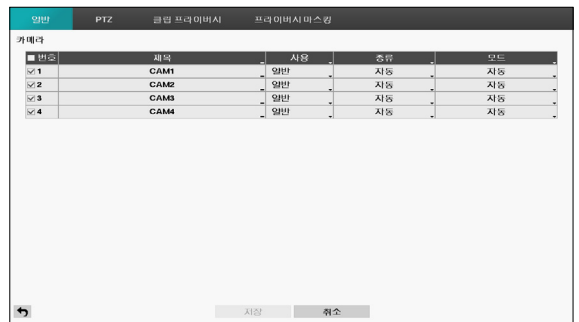 일반 PTZ 클립 프라이버시 프라이버시 마스킹
카메라
번호 제목 사용 종류 모드
1 CAM1 일반 자동 자동
2 CAM2 일반 자동 자동
3 CAM3 일반 자동 자동
4 CAM4 일반 자동 자동
저장 취소